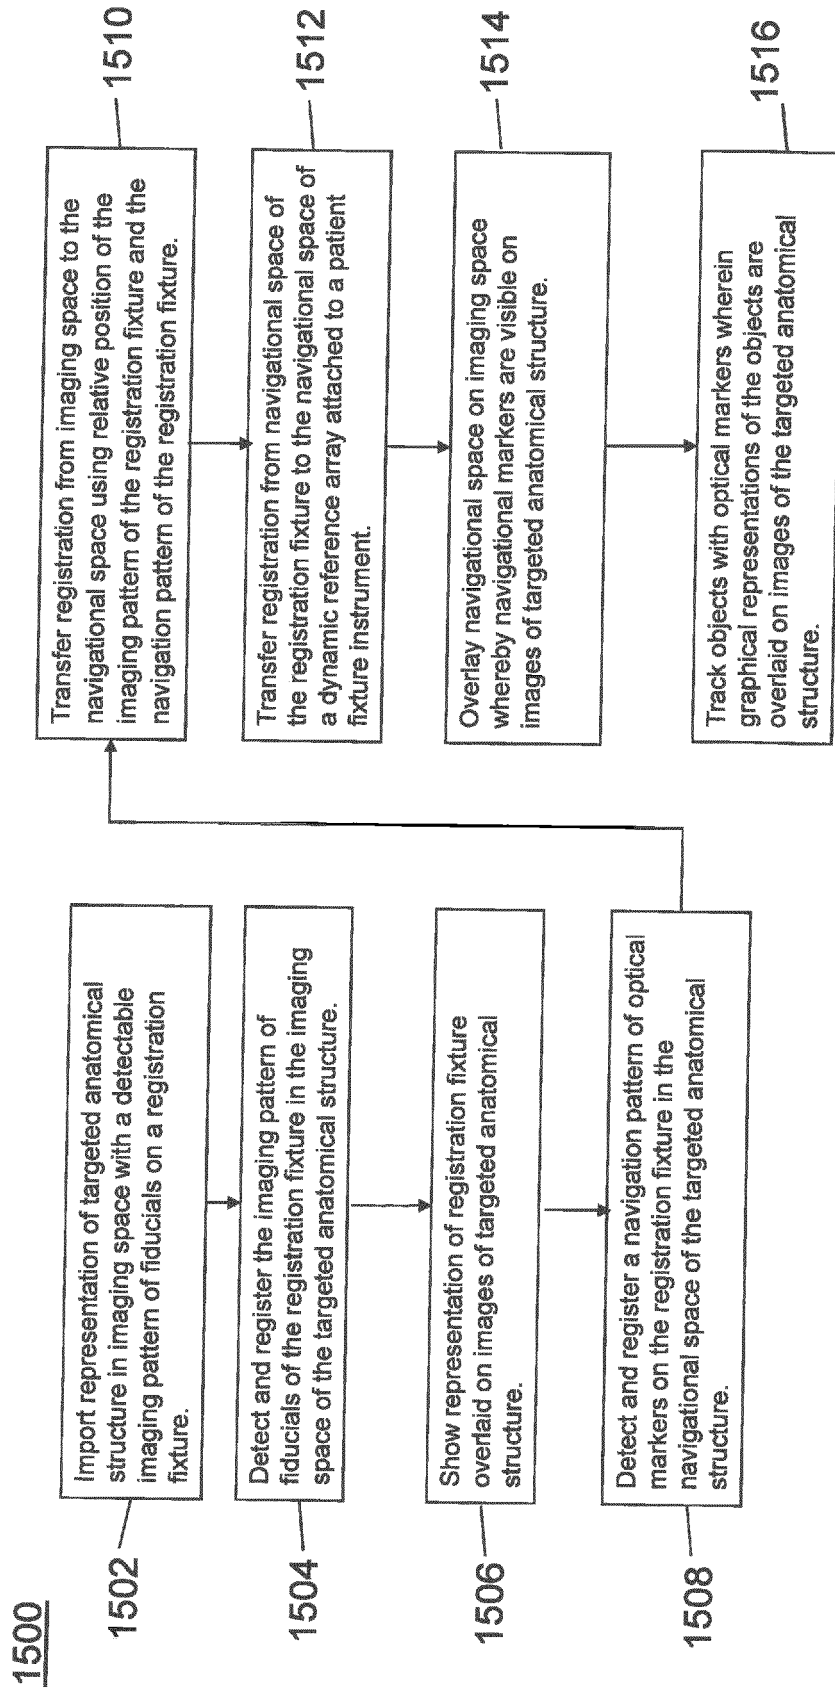 1500
1502
Import representation of targeted anatomical
structure in imaging space with a detectable
imaging pattern of fiducials on a registration
fixture.
1504
Detect and register the imaging pattern of
fiducials of the registration fixture in the imaging
space of the targeted anatomical structure.
1506
Show representation of registration fixture
overlaid on images of targeted anatomical
structure.
1508
Detect and register a navigation pattern of optical
markers on the registration fixture in the
navigational space of the targeted anatomical
structure.
1510
Transfer registration from imaging space to the
navigational space using relative position of the
imaging pattern of the registration fixture and the
navigation pattern of the registration fixture.
1512
Transfer registration from navigational space of
the registration fixture to the navigational space of
a dynamic reference array attached to a patient
fixture instrument.
1514
Overlay navigational space on imaging space
whereby navigational markers are visible on
images of targeted anatomical structure.
1516
Track objects with optical markers wherein
graphical representations of the objects are
overlaid on images of the targeted anatomical
structure.